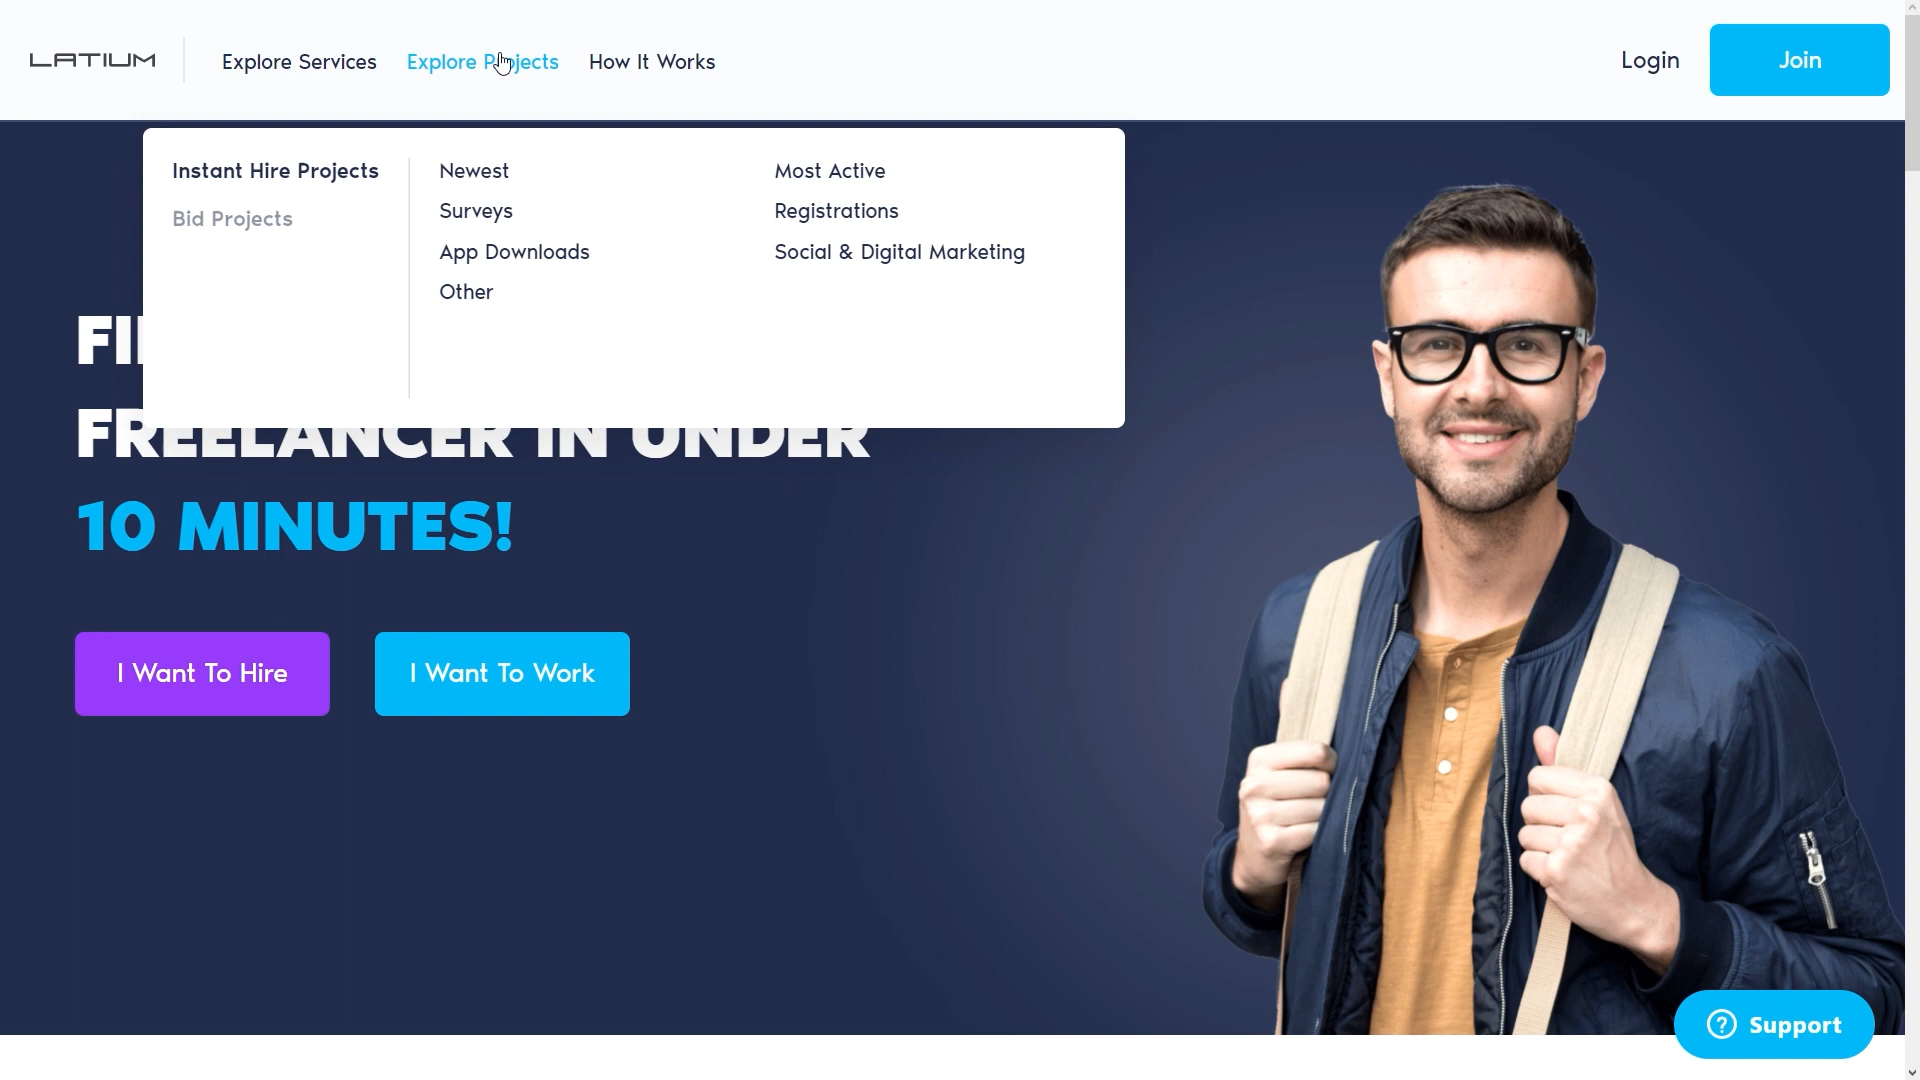 LATIUM
Explore Services
Explore Projects
How It Works
Login
Join
Instant Hire Projects
Bid Projects
Newest
Most Active
Surveys
Registrations
App Downloads
Social & Digital Marketing
Other
FREELANCER IN UNDER
10 MINUTES!
I Want To Hire
I Want To Work
Support